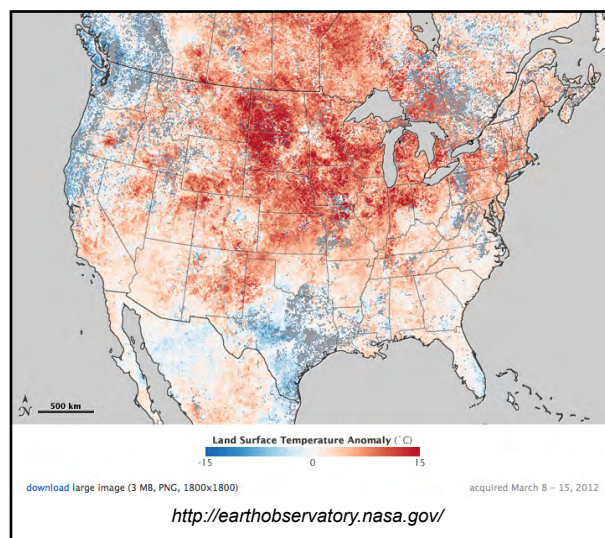 N
500 km
Land Surface Temperature Anomaly (°C)
-15 0 15
download large image (3 MB, PNG, 1800x1800) acquired March 8 – 15, 2012
http://earthobservatory.nasa.gov/